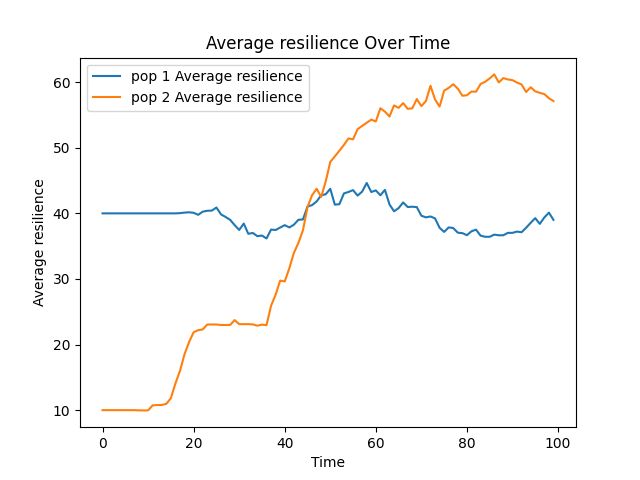 Average resilience Over Time
pop 1 Average resilience
pop 2 Average resilience
Average resilience
60
50
40
30
20
10
0 20 40 60 80 100
Time